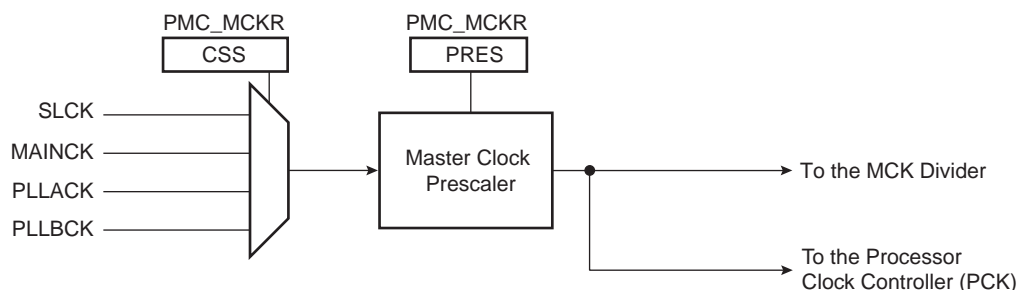 PMC_MCKR
PMC_MCKR
CSS
PRES
SLCK
MAINCK
PLLACK
PLLBCK
Master Clock
Prescaler
To the MCK Divider
To the Processor
Clock Controller (PCK)